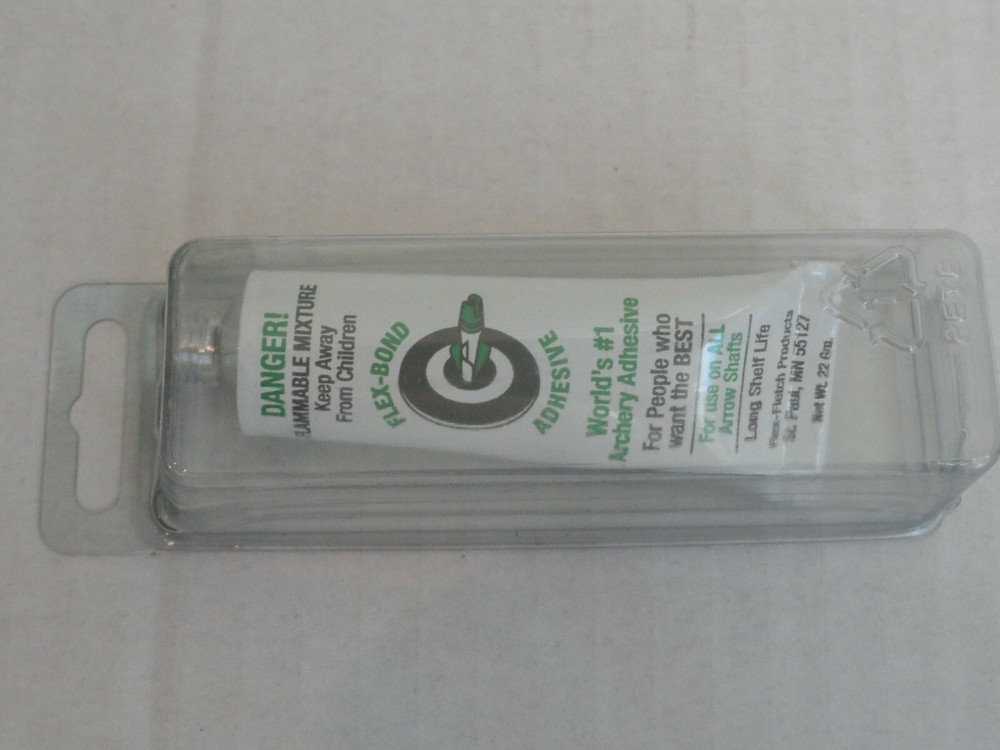 DANGER!
FLAMMABLE MIXTURE
Keep Away
From Children
FLEX-BOND
ADHESIVE
World's #1
Archery Adhesive
For People who
want the BEST
For use on ALL
Arrow Shafts
Long Shelf Life
Flex-Fletch Products
St. Paul, MN 55127
Net Wt. 22 Gm.
1
PETE